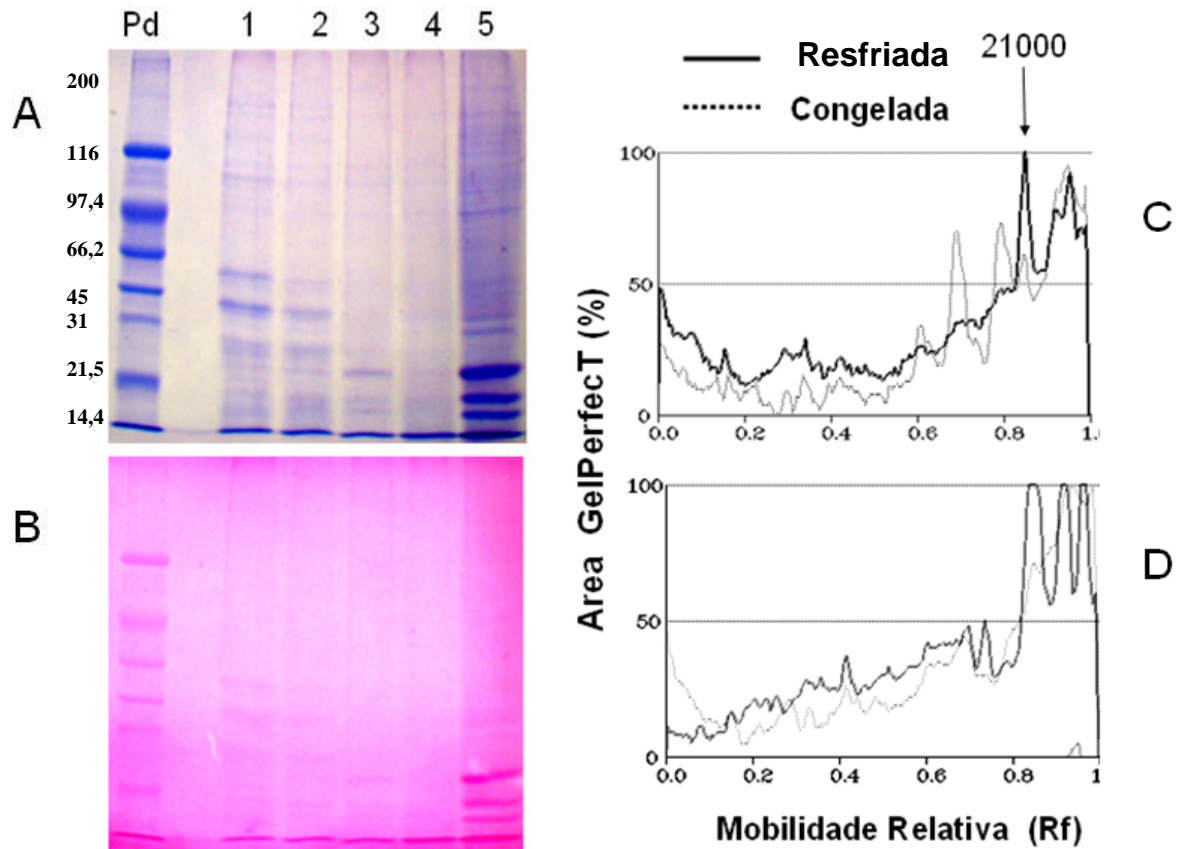 Pd 1 2 3 4 5
A
200
116
97,4
66,2
45
31
21,5
14,4
B
Resfriada
21000
Congelada
Area GelPerfecT (%)
100
50
0
0.0 0.2 0.4 0.6 0.8 1.
C
100
50
0
0.0 0.2 0.4 0.6 0.8 1
D
Mobilidade Relativa (Rf)